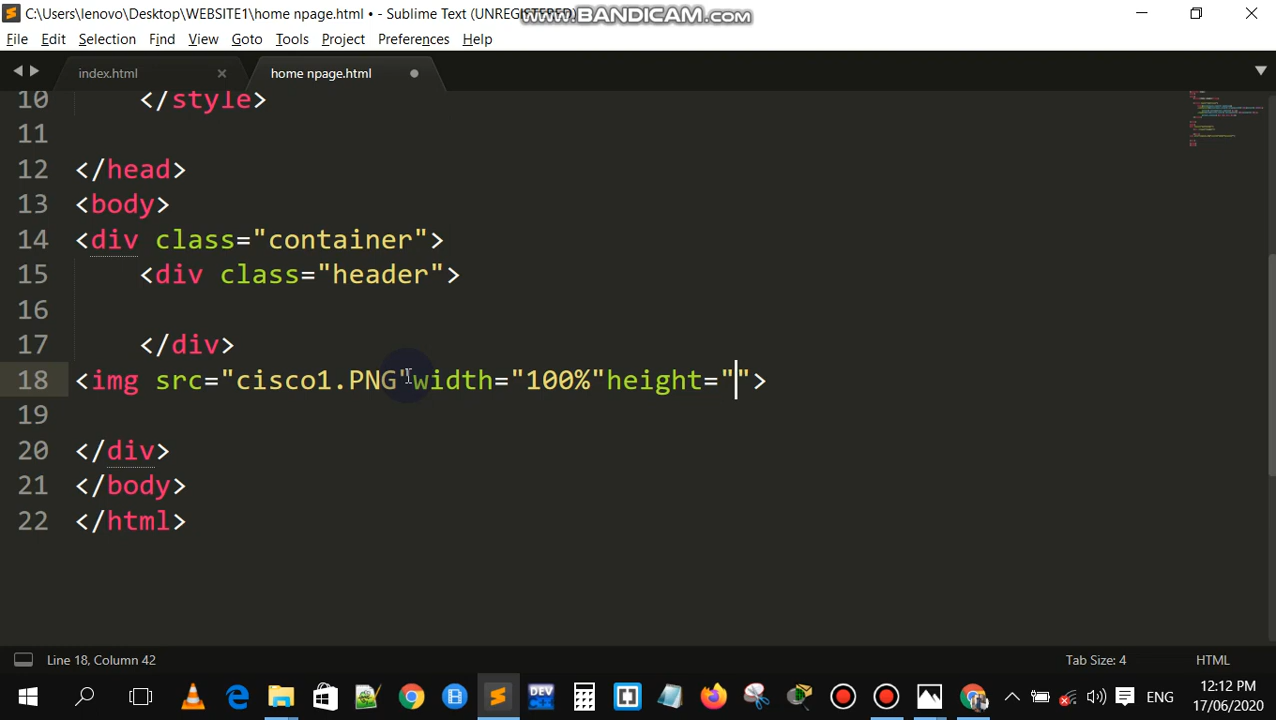 C:\Users\lenovo\Desktop\WEBSITE1\home npage.html • - Sublime Text (UNREGISTERED)
www.BANDICAM.com
File Edit Selection Find View Goto Tools Project Preferences Help
index.html × home npage.html
10 </style>
11
12 </head>
13 <body>
14 <div class="container">
15 <div class="header">
16
17 </div>
18 <img src="cisco1.PNG"width="100%"height="">
19
20 </div>
21 </body>
22 </html>
Line 18, Column 42 Tab Size: 4 HTML
DEV ENG 12:12 PM
17/06/2020